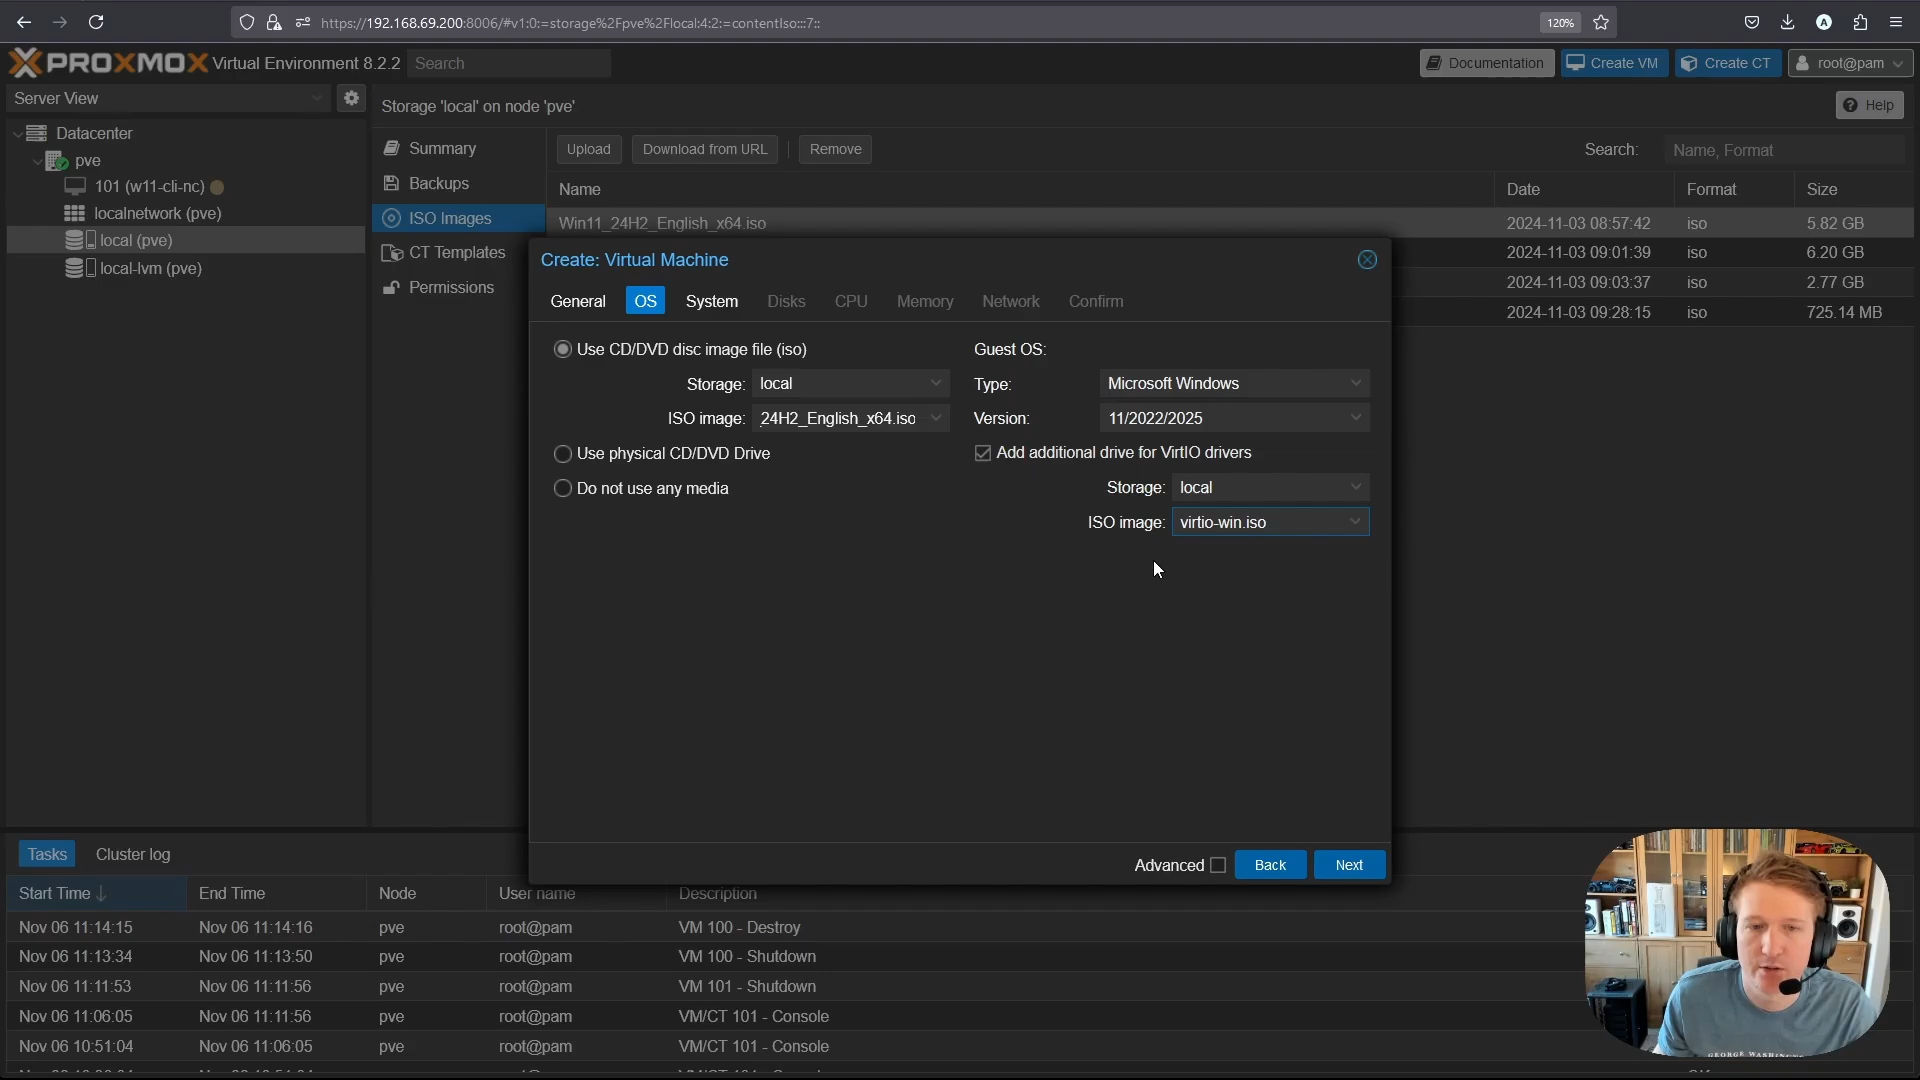 https://192.168.69.200:8006/#v1:0:=storage%2Fpve%2Flocal:4:2:=contentIso:::7::
120%
A
PROXMOX Virtual Environment 8.2.2
Search
Documentation
Create VM
Create CT
root@pam
Server View
Storage 'local' on node 'pve'
Help
Datacenter
pve
101 (w11-cli-nc)
localnetwork (pve)
local (pve)
local-lvm (pve)
Summary
Backups
ISO Images
CT Templates
Permissions
Upload
Download from URL
Remove
Search:
Name, Format
Name
Date
Format
Size
Win11_24H2_English_x64.iso
2024-11-03 08:57:42
iso
5.82 GB
2024-11-03 09:01:39
iso
6.20 GB
2024-11-03 09:03:37
iso
2.77 GB
2024-11-03 09:28:15
iso
725.14 MB
Create: Virtual Machine
General
OS
System
Disks
CPU
Memory
Network
Confirm
Use CD/DVD disc image file (iso)
Storage:
local
ISO image:
24H2_English_x64.iso
Use physical CD/DVD Drive
Do not use any media
Guest OS:
Type:
Microsoft Windows
Version:
11/2022/2025
Add additional drive for VirtIO drivers
Storage:
local
ISO image:
virtio-win.iso
Advanced
Back
Next
Tasks
Cluster log
Start Time
End Time
Node
User name
Description
Nov 06 11:14:15
Nov 06 11:14:16
pve
root@pam
VM 100 - Destroy
Nov 06 11:13:34
Nov 06 11:13:50
pve
root@pam
VM 100 - Shutdown
Nov 06 11:11:53
Nov 06 11:11:56
pve
root@pam
VM 101 - Shutdown
Nov 06 11:06:05
Nov 06 11:11:56
pve
root@pam
VM/CT 101 - Console
Nov 06 10:51:04
Nov 06 11:06:05
pve
root@pam
VM/CT 101 - Console
GEORGE WASHINGTON